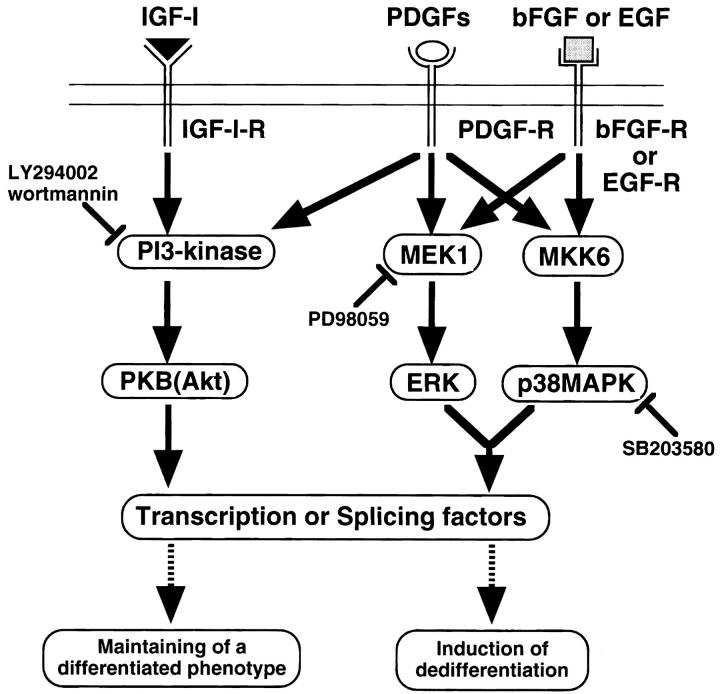 IGF-I
PDGFs
bFGF or EGF
IGF-I-R
PDGF-R
bFGF-R
or
EGF-R
LY294002
wortmannin
PI3-kinase
MEK1
MKK6
PD98059
PKB(Akt)
ERK
p38MAPK
SB203580
Transcription or Splicing factors
Maintaining of a
differentiated phenotype
Induction of
dedifferentiation